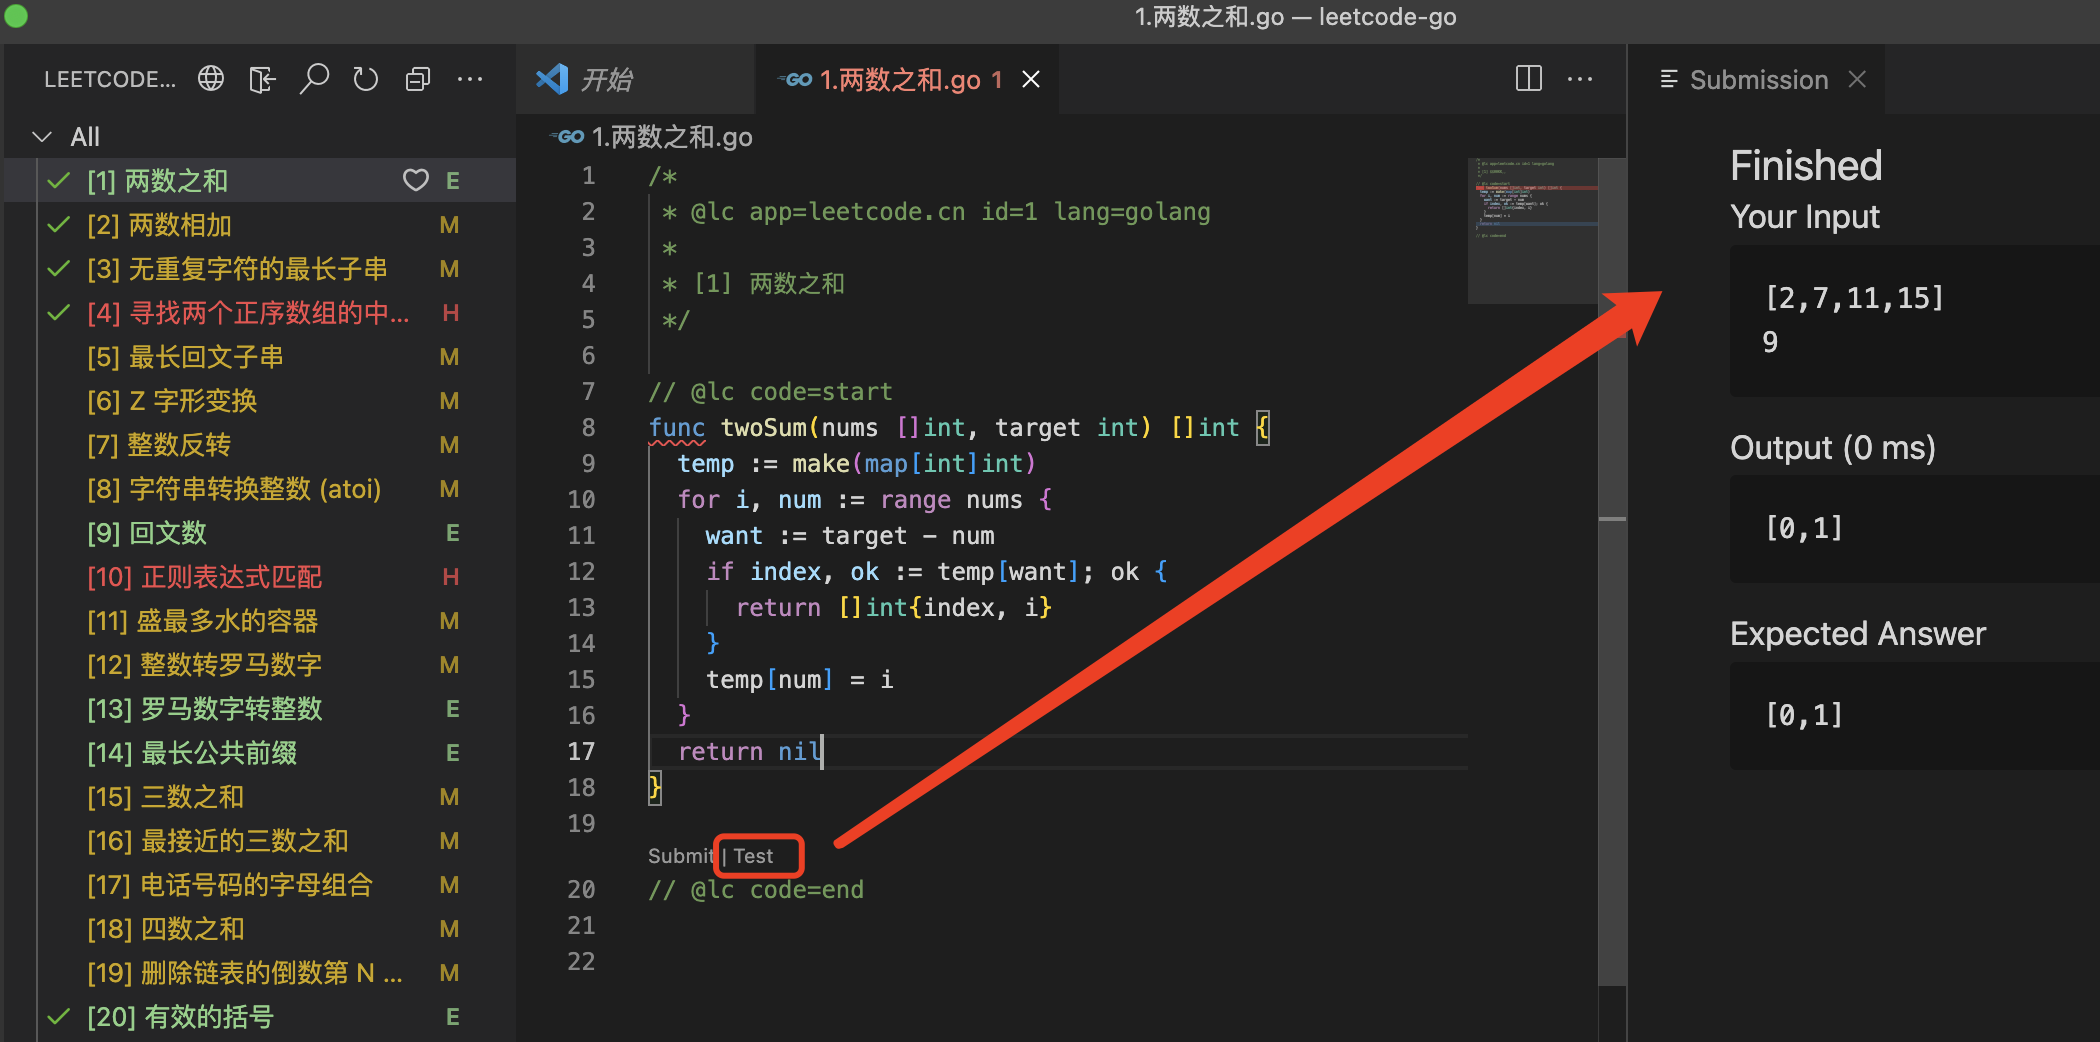 1.两数之和.go — leetcode-go
LEETCODE...
All
[1] 两数之和 E
[2] 两数相加 M
[3] 无重复字符的最长子串 M
[4] 寻找两个正序数组的中... H
[5] 最长回文子串 M
[6] Z 字形变换 M
[7] 整数反转 M
[8] 字符串转换整数 (atoi) M
[9] 回文数 E
[10] 正则表达式匹配 H
[11] 盛最多水的容器 M
[12] 整数转罗马数字 M
[13] 罗马数字转整数 E
[14] 最长公共前缀 E
[15] 三数之和 M
[16] 最接近的三数之和 M
[17] 电话号码的字母组合 M
[18] 四数之和 M
[19] 删除链表的倒数第 N ... M
[20] 有效的括号 E
开始
GO 1.两数之和.go 1
GO 1.两数之和.go
1 /*
2 * @lc app=leetcode.cn id=1 lang=golang
3 *
4 * [1] 两数之和
5 */
6
7 // @lc code=start
8 func twoSum(nums []int, target int) []int {
9 temp := make(map[int]int)
10 for i, num := range nums {
11 want := target - num
12 if index, ok := temp[want]; ok {
13 return []int{index, i}
14 }
15 temp[num] = i
16 }
17 return nil
18 }
19
Submit | Test
20 // @lc code=end
21
22
Submission
Finished
Your Input
[2,7,11,15]
9
Output (0 ms)
[0,1]
Expected Answer
[0,1]